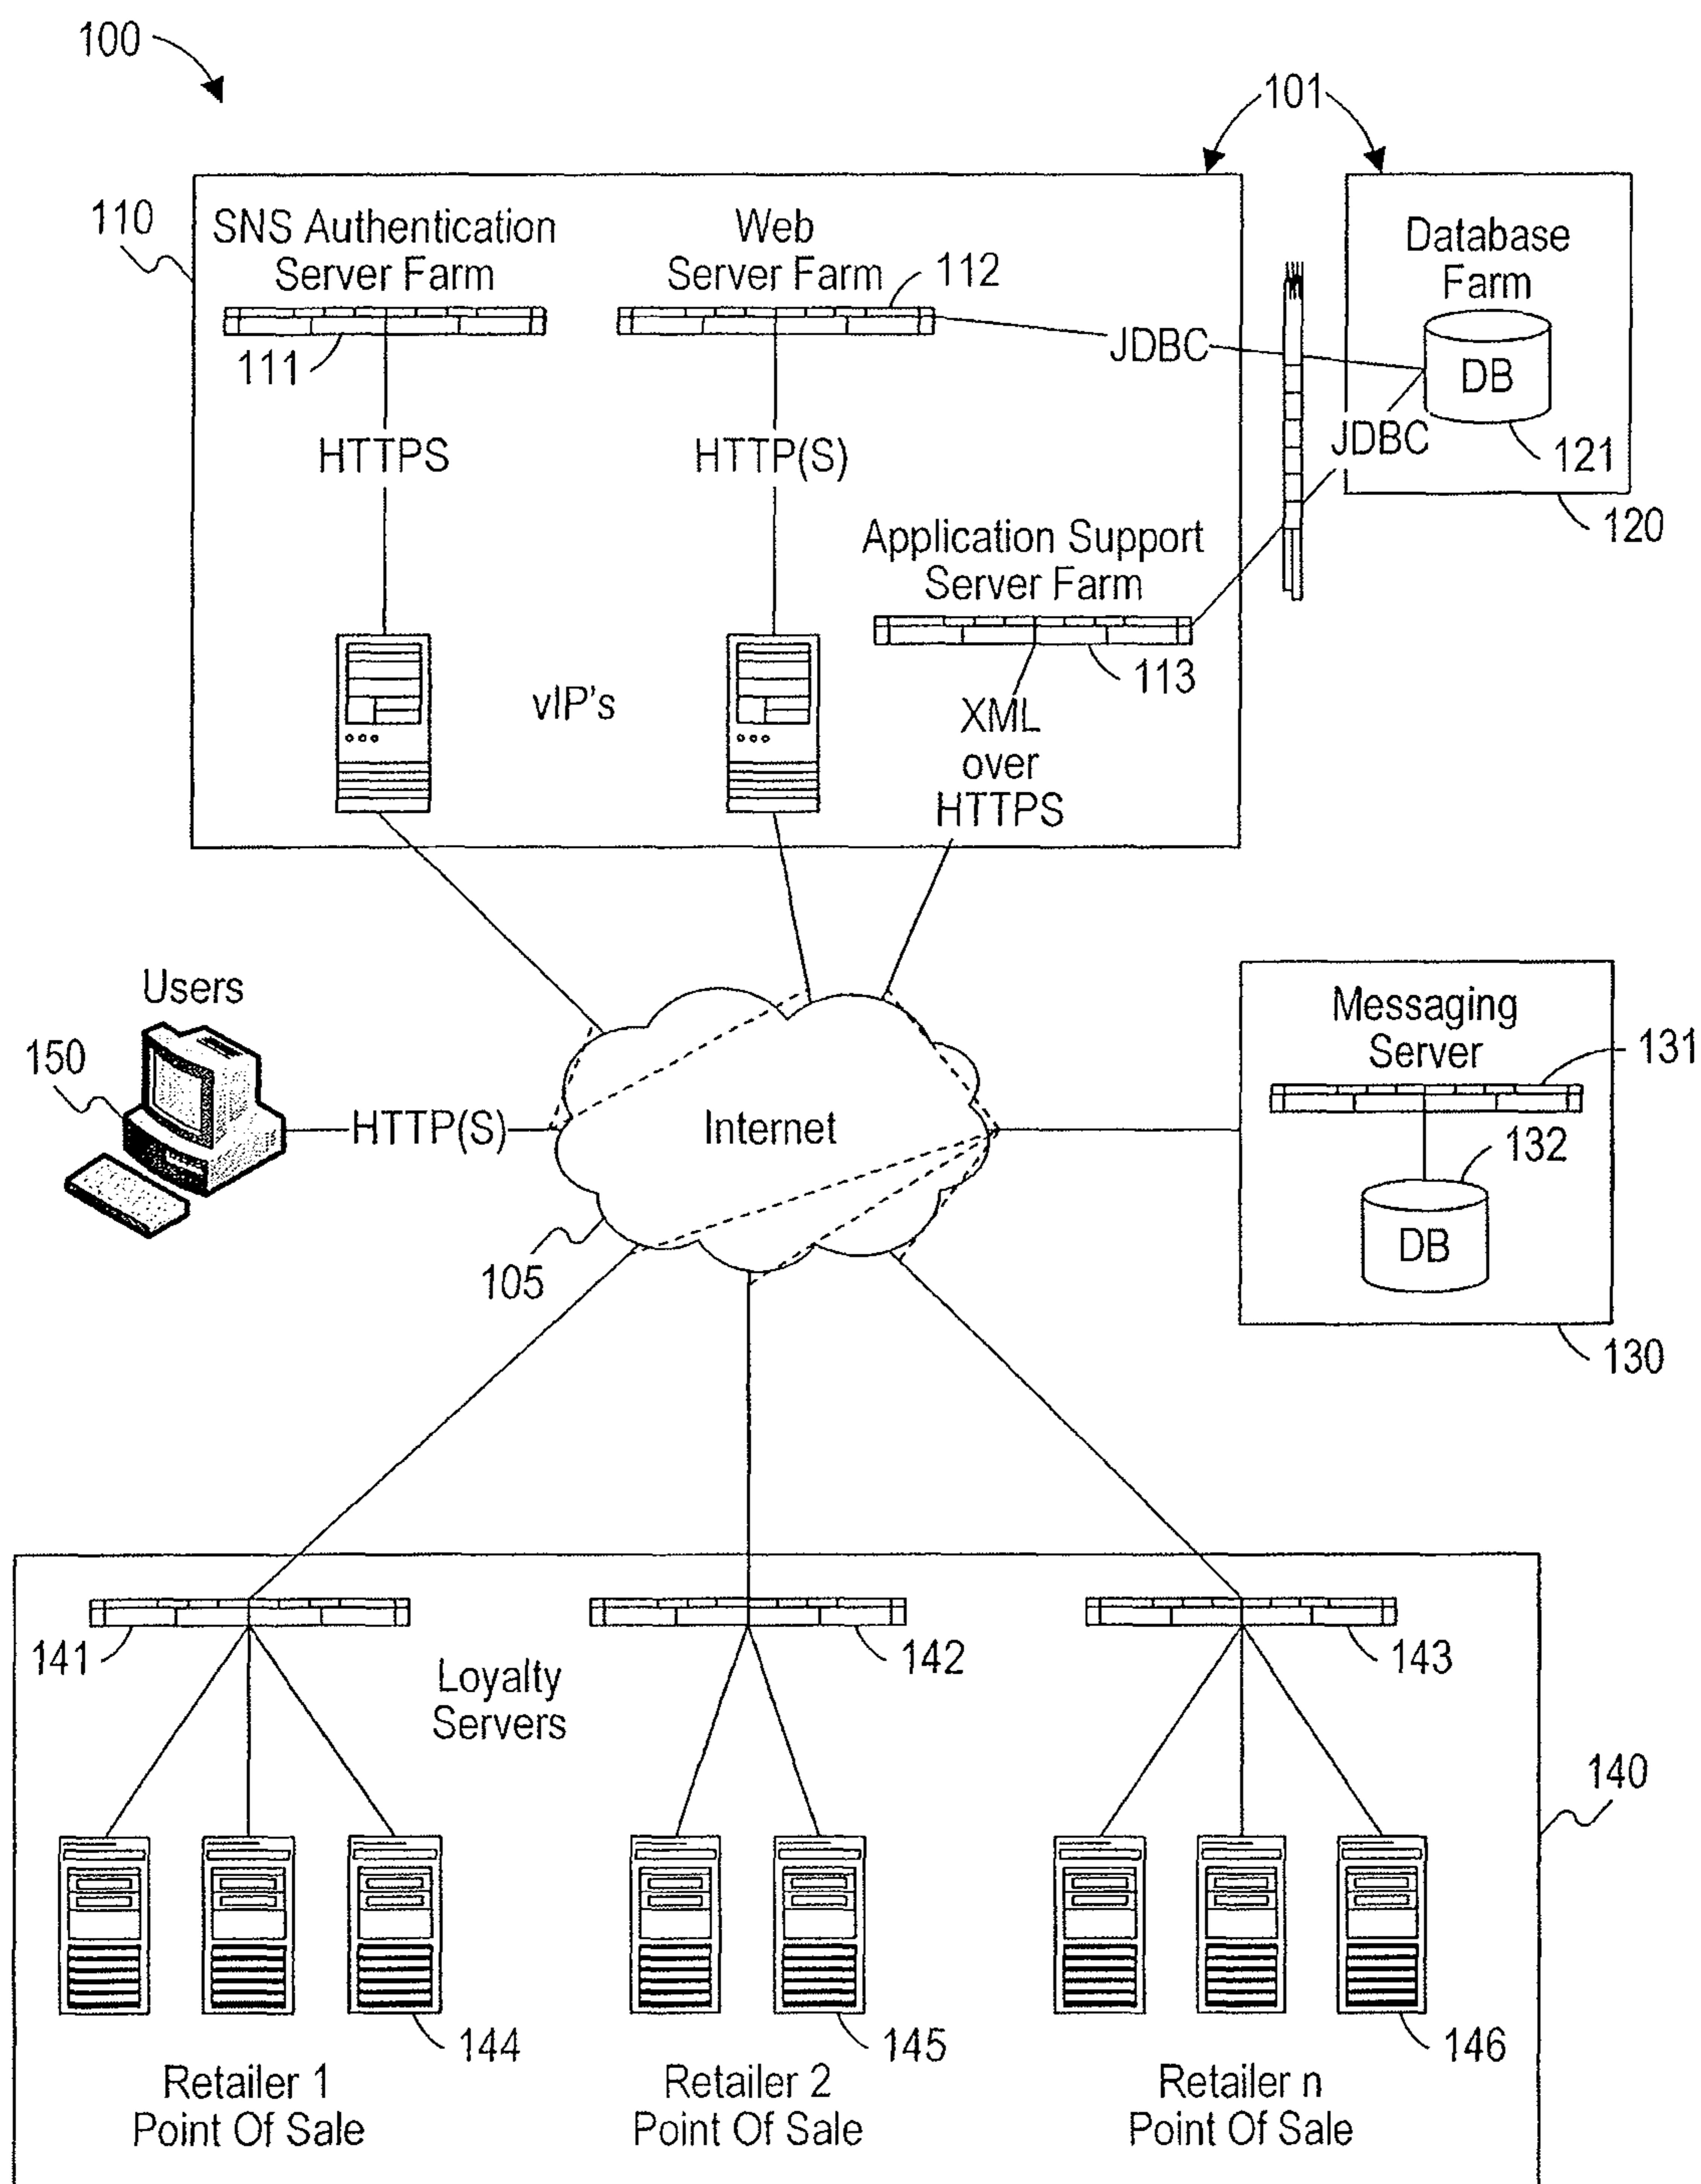 100
101
110
SNS Authentication
Server Farm
111
HTTPS
Web
Server Farm
112
HTTP(S)
JDBC
Database
Farm
DB
121
120
JDBC
Application Support
Server Farm
113
vIP's
XML
over
HTTPS
Users
150
HTTP(S)
Internet
105
Messaging
Server
131
132
DB
130
141
Loyalty
Servers
142
143
140
144
145
146
Retailer 1
Point Of Sale
Retailer 2
Point Of Sale
Retailer n
Point Of Sale